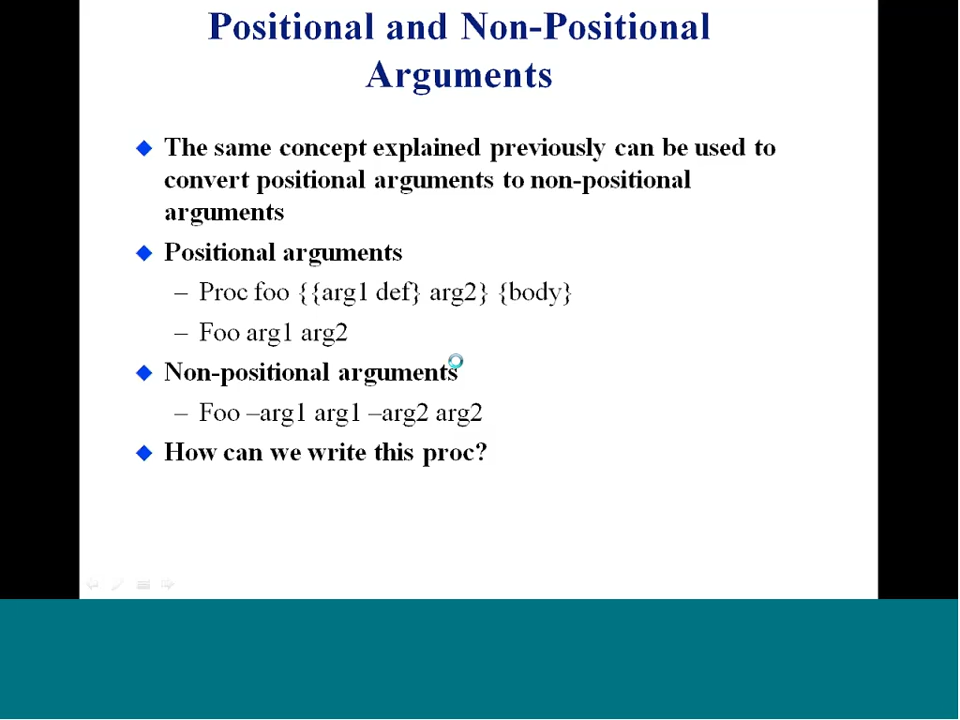 Positional and Non-Positional
Arguments
The same concept explained previously can be used to
convert positional arguments to non-positional
arguments
Positional arguments
– Proc foo {{arg1 def} arg2} {body}
– Foo arg1 arg2
Non-positional arguments
– Foo –arg1 arg1 –arg2 arg2
How can we write this proc?